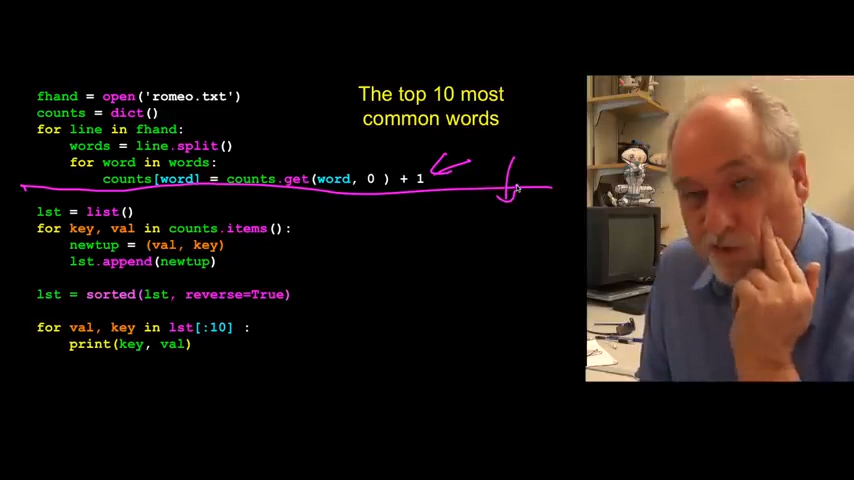 The top 10 most
common words
fhand = open('romeo.txt')
counts = dict()
for line in fhand:
    words = line.split()
    for word in words:
        counts[word] = counts.get(word, 0 ) + 1
lst = list()
for key, val in counts.items():
    newtup = (val, key)
    lst.append(newtup)
lst = sorted(lst, reverse=True)
for val, key in lst[:10] :
    print(key, val)